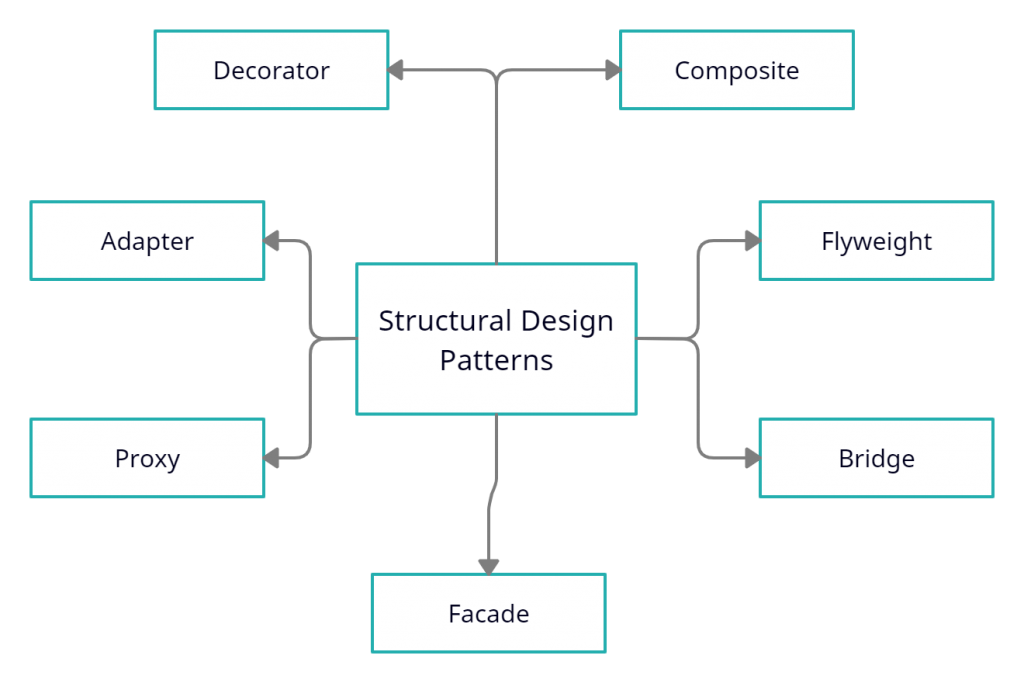 Decorator
Composite
Adapter
Flyweight
Structural Design
Patterns
Proxy
Bridge
Facade